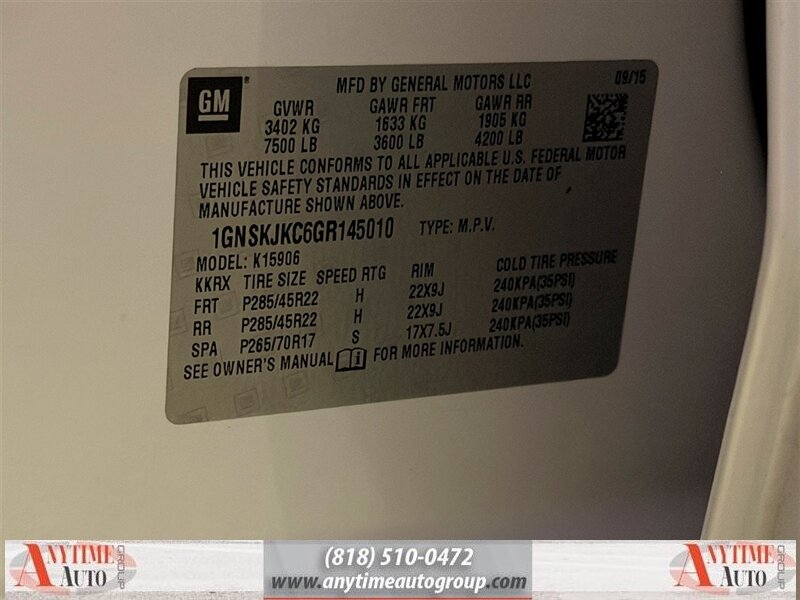 GM
MFD BY GENERAL MOTORS LLC 09/15
GVWR GAWR FRT GAWR RR
3402 KG 1633 KG 1905 KG
7500 LB 3600 LB 4200 LB
THIS VEHICLE CONFORMS TO ALL APPLICABLE U.S. FEDERAL MOTOR
VEHICLE SAFETY STANDARDS IN EFFECT ON THE DATE OF
MANUFACTURE SHOWN ABOVE.
1GNSKJKC6GR145010 TYPE: M.P.V.
MODEL: K15906
KKRX TIRE SIZE SPEED RTG RIM COLD TIRE PRESSURE
FRT P285/45R22 H 22X9J 240KPA(35PSI)
RR P285/45R22 H 22X9J 240KPA(35PSI)
SPA P265/70R17 S 17X7.5J 240KPA(35PSI)
SEE OWNER'S MANUAL FOR MORE INFORMATION.
ANYTIME AUTO GROUP
(818) 510-0472
www.anytimeautogroup.com
ANYTIME AUTO GROUP